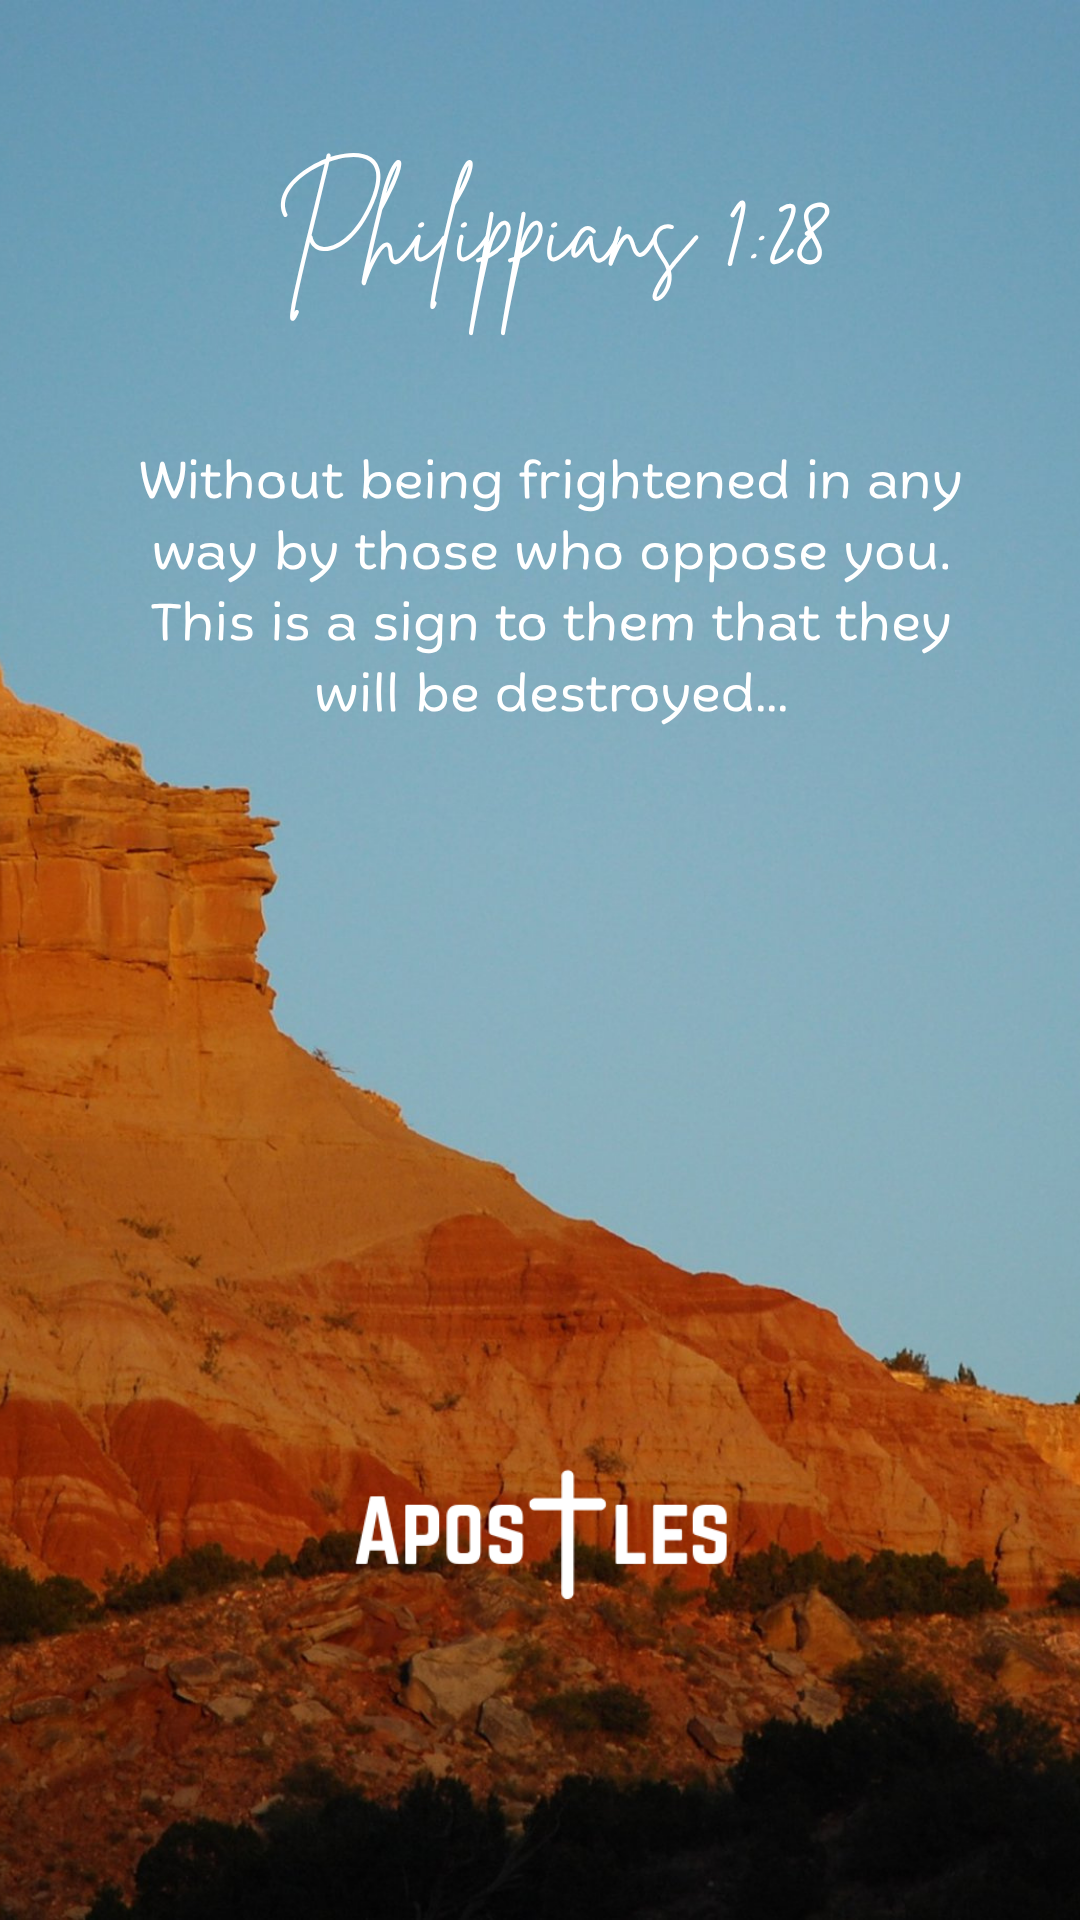 Philippians 1:28
Without being frightened in any
way by those who oppose you.
This is a sign to them that they
will be destroyed...
APOSTLES